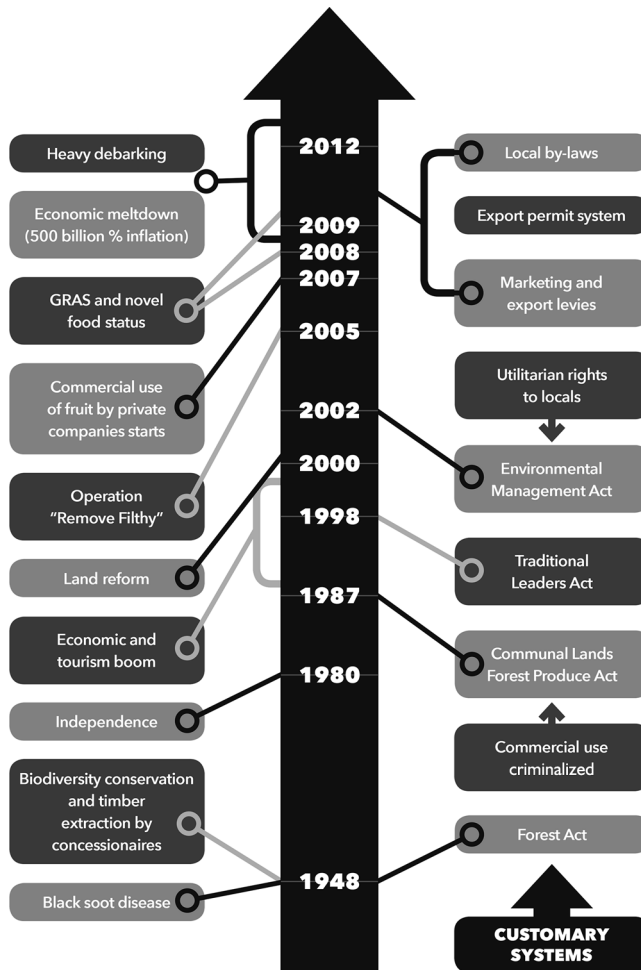 Heavy debarking
Economic meltdown
(500 billion % inflation)
GRAS and novel
food status
Commercial use
of fruit by private
companies starts
Operation
“Remove Filthy”
Land reform
Economic and
tourism boom
Independence
Biodiversity conservation
and timber
extraction by
concessionaires
Black soot disease
2012
2009
2008
2007
2005
2002
2000
1998
1987
1980
1948
Local by-laws
Export permit system
Marketing and
export levies
Utilitarian rights
to locals
Environmental
Management Act
Traditional
Leaders Act
Communal Lands
Forest Produce Act
Commercial use
criminalized
Forest Act
CUSTOMARY
SYSTEMS